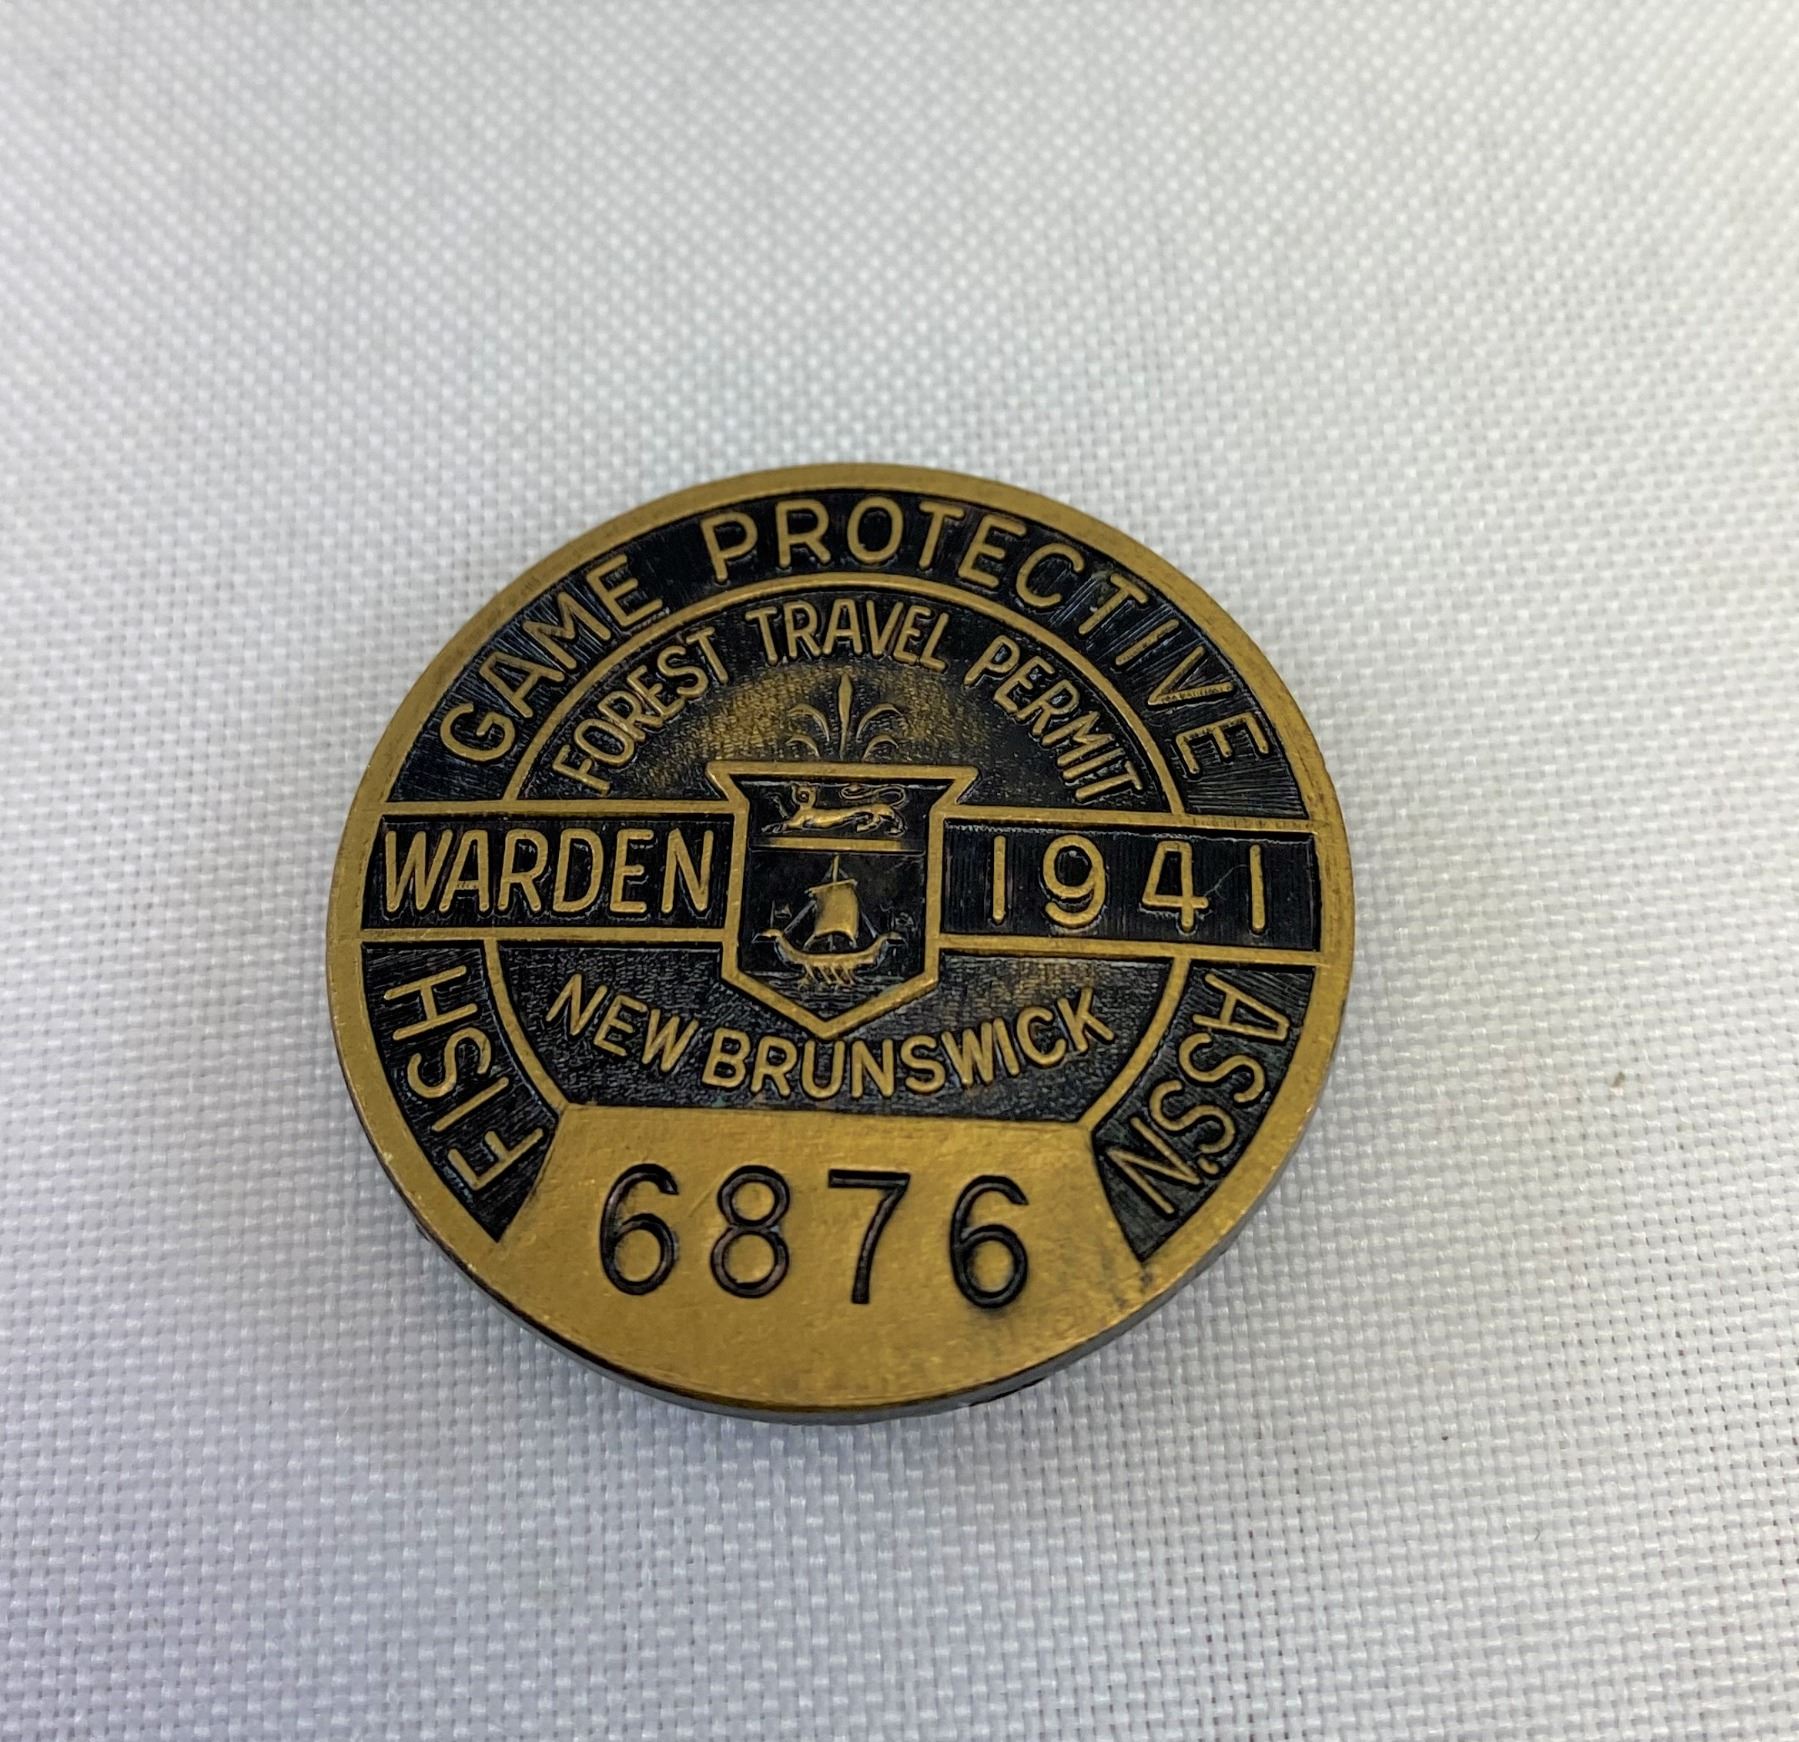 GAME PROTECTIVE
FOREST TRAVEL PERMIT
WARDEN 1941
NEW BRUNSWICK
FISH ASS'N
6876